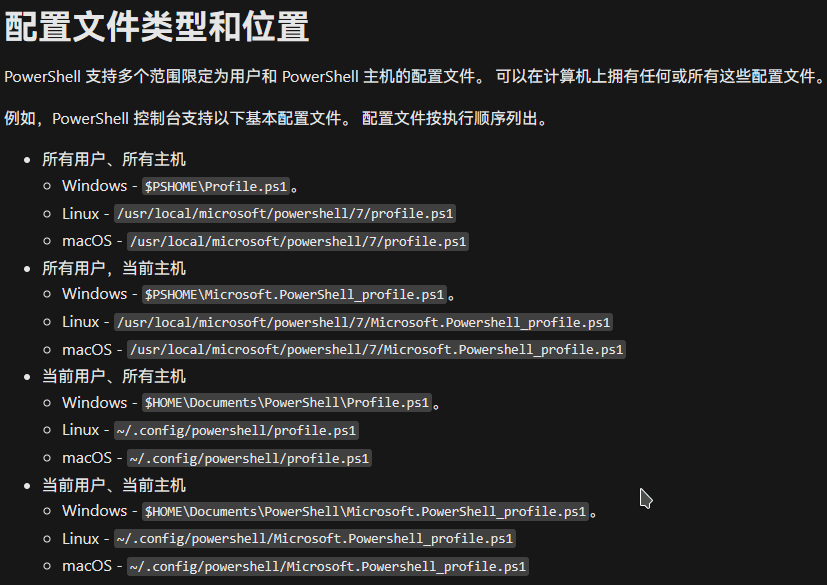 配置文件类型和位置
PowerShell 支持多个范围限定为用户和 PowerShell 主机的配置文件。 可以在计算机上拥有任何或所有这些配置文件。
例如，PowerShell 控制台支持以下基本配置文件。 配置文件按执行顺序列出。
• 所有用户、所有主机
○ Windows - $PSHOME\Profile.ps1。
○ Linux - /usr/local/microsoft/powershell/7/profile.ps1
○ macOS - /usr/local/microsoft/powershell/7/profile.ps1
• 所有用户，当前主机
○ Windows - $PSHOME\Microsoft.PowerShell_profile.ps1。
○ Linux - /usr/local/microsoft/powershell/7/Microsoft.Powershell_profile.ps1
○ macOS - /usr/local/microsoft/powershell/7/Microsoft.Powershell_profile.ps1
• 当前用户、所有主机
○ Windows - $HOME\Documents\PowerShell\Profile.ps1。
○ Linux - ~/.config/powershell/profile.ps1
○ macOS - ~/.config/powershell/profile.ps1
• 当前用户、当前主机
○ Windows - $HOME\Documents\PowerShell\Microsoft.PowerShell_profile.ps1。
○ Linux - ~/.config/powershell/Microsoft.Powershell_profile.ps1
○ macOS - ~/.config/powershell/Microsoft.Powershell_profile.ps1